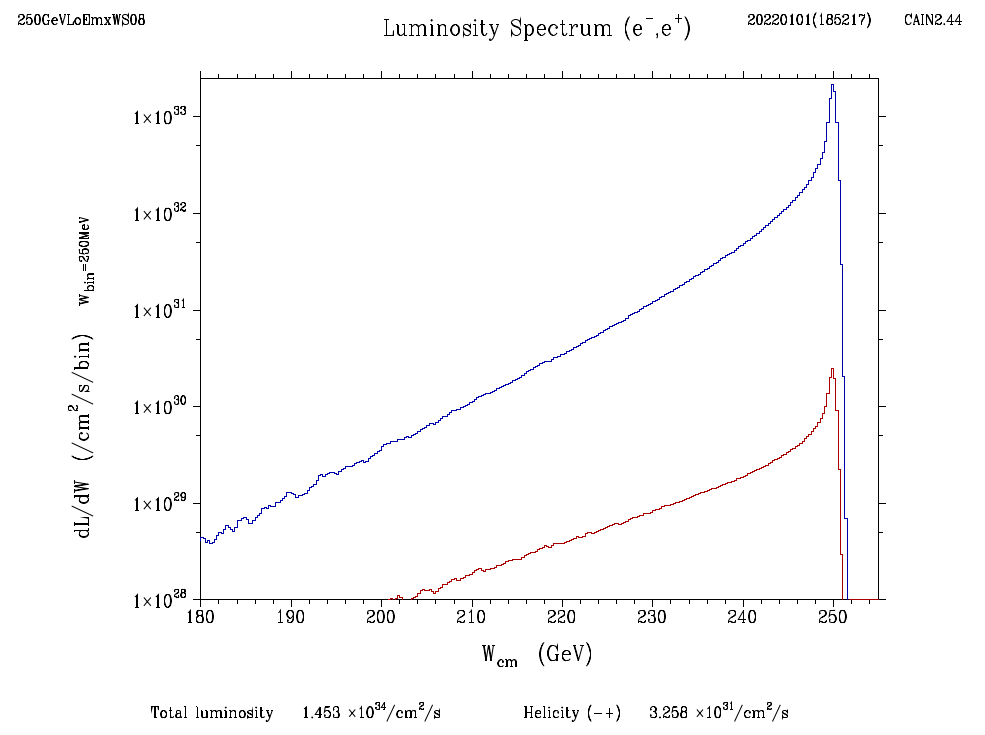 250GeVLoEmxWS08
Luminosity Spectrum (e⁻,e⁺)
20220101(185217) CAIN2.44
dL/dW (/cm²/s/bin) W_bin=250MeV
1×10³³
1×10³²
1×10³¹
1×10³⁰
1×10²⁹
1×10²⁸
180 190 200 210 220 230 240 250
W_cm (GeV)
Total luminosity 1.453 ×10³⁴/cm²/s Helicity (−+) 3.258 ×10³¹/cm²/s